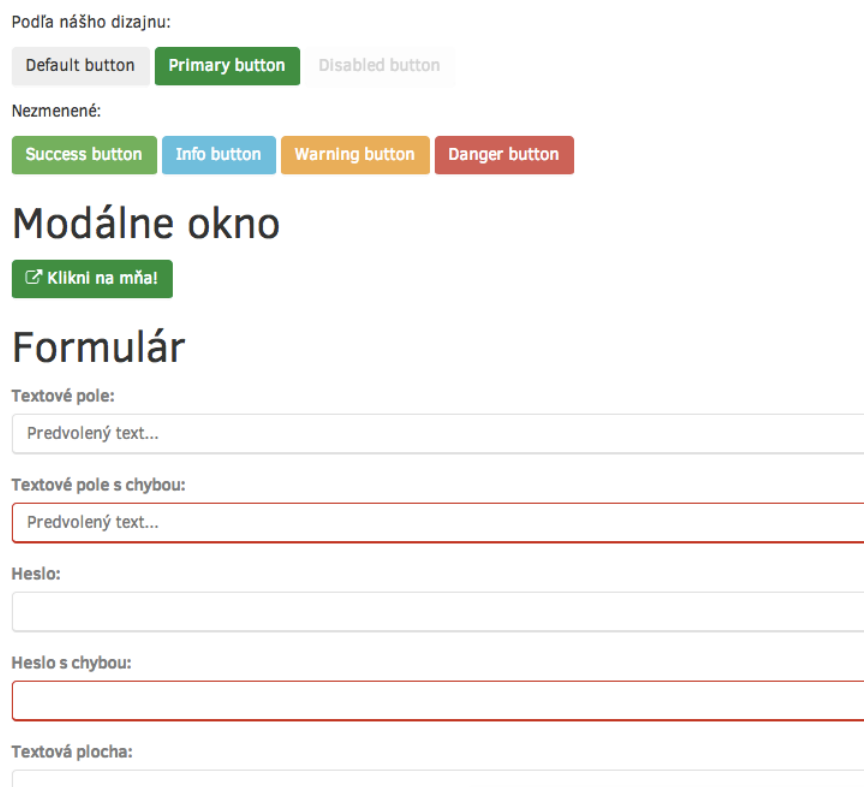 Podľa nášho dizajnu:
Default button Primary button Disabled button
Nezmenené:
Success button Info button Warning button Danger button
Modálne okno
Klikni na mňa!
Formulár
Textové pole:
Predvolený text...
Textové pole s chybou:
Predvolený text...
Heslo:
Heslo s chybou:
Textová plocha: